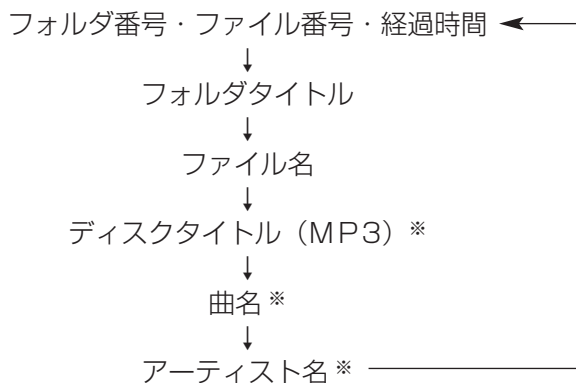 フォルダ番号・ファイル番号・経過時間
フォルダタイトル
ファイル名
ディスクタイトル（MP3）※
曲名※
アーティスト名※